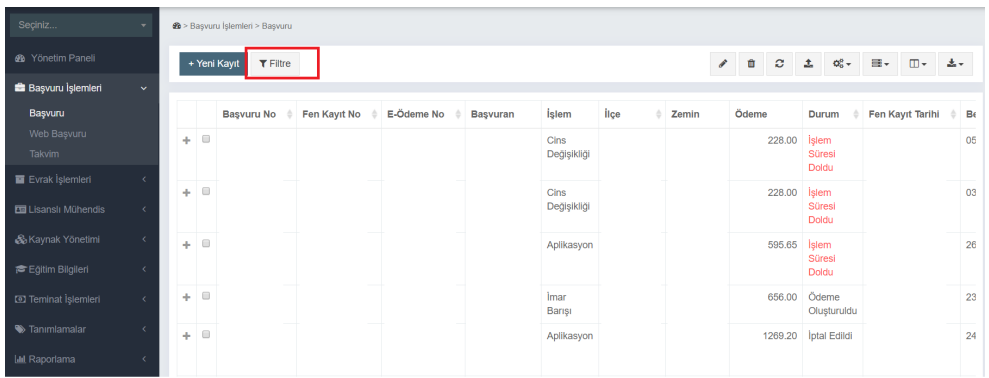 Seçiniz...
Yönetim Paneli
Başvuru İşlemleri
Başvuru
Web Başvuru
Takvim
Evrak İşlemleri
Lisanslı Mühendis
Kaynak Yönetimi
Eğitim Bilgileri
Teminat İşlemleri
Tanımlamalar
Raporlama
> Başvuru İşlemleri > Başvuru
+ Yeni Kayıt Filtre
Başvuru No Fen Kayıt No E-Ödeme No Başvuran İşlem İlçe Zemin Ödeme Durum Fen Kayıt Tarihi Be
Cins Değişikliği 228.00 İşlem Süresi Doldu 05
Cins Değişikliği 228.00 İşlem Süresi Doldu 03
Aplikasyon 595.65 İşlem Süresi Doldu 26
İmar Barışı 656.00 Ödeme Oluşturuldu 23
Aplikasyon 1269.20 İptal Edildi 24